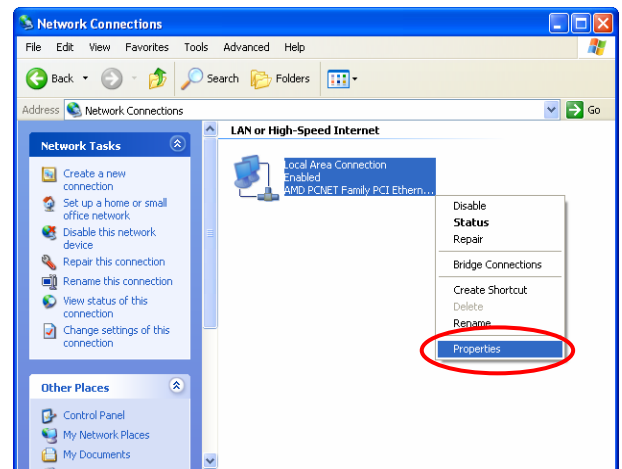 Network Connections
File Edit View Favorites Tools Advanced Help
Back Search Folders
Address Network Connections Go
Network Tasks
Create a new
connection
Set up a home or small
office network
Disable this network
device
Repair this connection
Rename this connection
View status of this
connection
Change settings of this
connection
Other Places
Control Panel
My Network Places
My Documents
LAN or High-Speed Internet
Local Area Connection
Enabled
AMD PCNET Family PCI Ethern...
Disable
Status
Repair
Bridge Connections
Create Shortcut
Delete
Rename
Properties